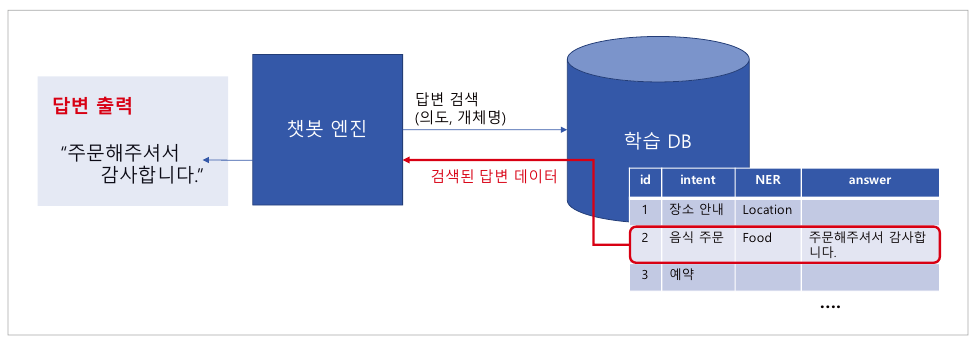 답변 출력
“주문해주셔서
감사합니다.”
챗봇 엔진
답변 검색
(의도, 개체명)
검색된 답변 데이터
학습 DB
id intent NER answer
1 장소 안내 Location
2 음식 주문 Food 주문해주셔서 감사합
니다.
3 예약
....